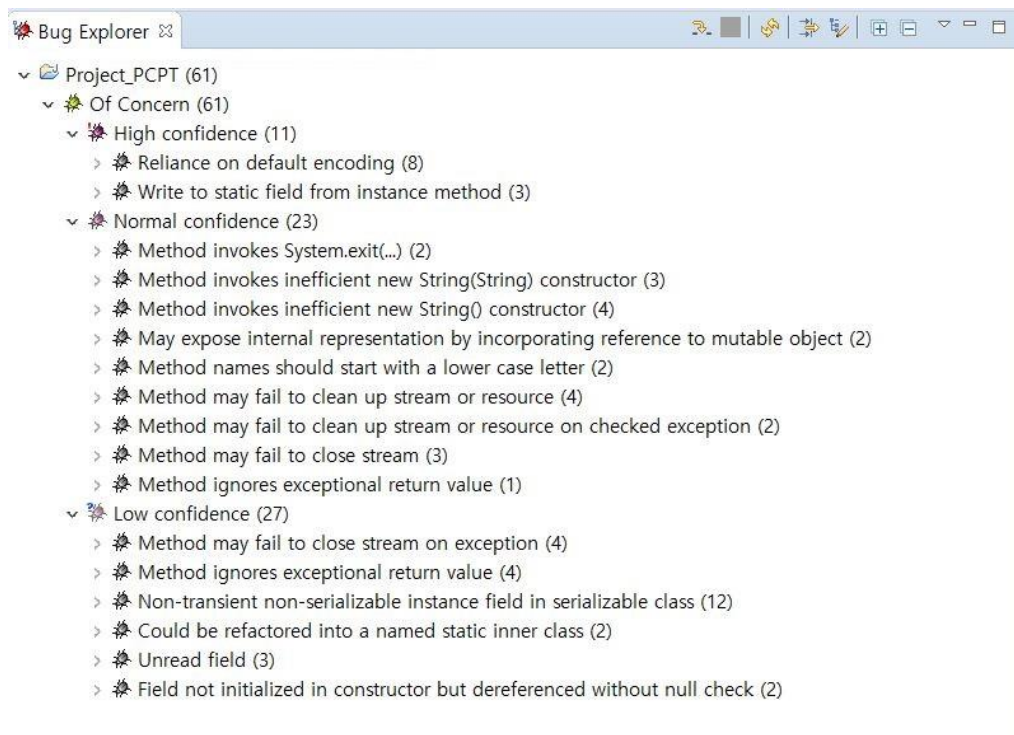 Bug Explorer
Project_PCPT (61)
Of Concern (61)
High confidence (11)
Reliance on default encoding (8)
Write to static field from instance method (3)
Normal confidence (23)
Method invokes System.exit(...) (2)
Method invokes inefficient new String(String) constructor (3)
Method invokes inefficient new String() constructor (4)
May expose internal representation by incorporating reference to mutable object (2)
Method names should start with a lower case letter (2)
Method may fail to clean up stream or resource (4)
Method may fail to clean up stream or resource on checked exception (2)
Method may fail to close stream (3)
Method ignores exceptional return value (1)
Low confidence (27)
Method may fail to close stream on exception (4)
Method ignores exceptional return value (4)
Non-transient non-serializable instance field in serializable class (12)
Could be refactored into a named static inner class (2)
Unread field (3)
Field not initialized in constructor but dereferenced without null check (2)